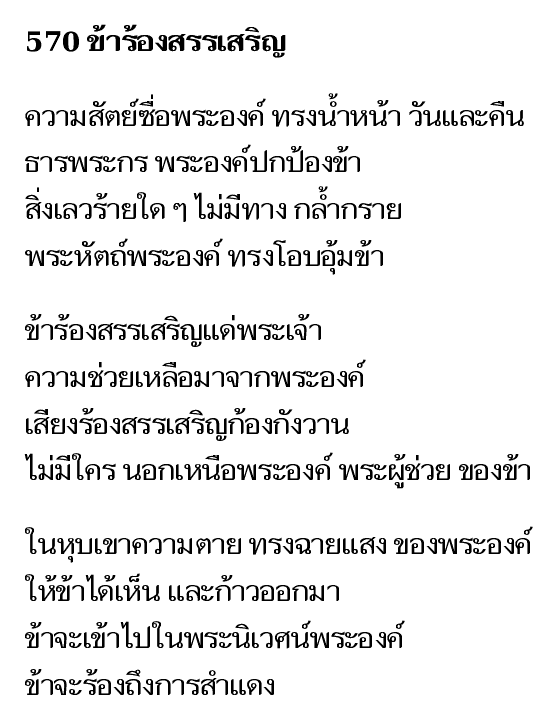 570 ข้าร้องสรรเสริญ
ความสัตย์ซื่อพระองค์ ทรงน้ำหน้า วันและคืน
ธารพระกร พระองค์ปกป้องข้า
สิ่งเลวร้ายใด ๆ ไม่มีทาง กล้ำกราย
พระหัตถ์พระองค์ ทรงโอบอุ้มข้า
ข้าร้องสรรเสริญแด่พระเจ้า
ความช่วยเหลือมาจากพระองค์
เสียงร้องสรรเสริญก้องกังวาน
ไม่มีใคร นอกเหนือพระองค์ พระผู้ช่วย ของข้า
ในหุบเขาความตาย ทรงฉายแสง ของพระองค์
ให้ข้าได้เห็น และก้าวออกมา
ข้าจะเข้าไปในพระนิเวศน์พระองค์
ข้าจะร้องถึงการสำแดง